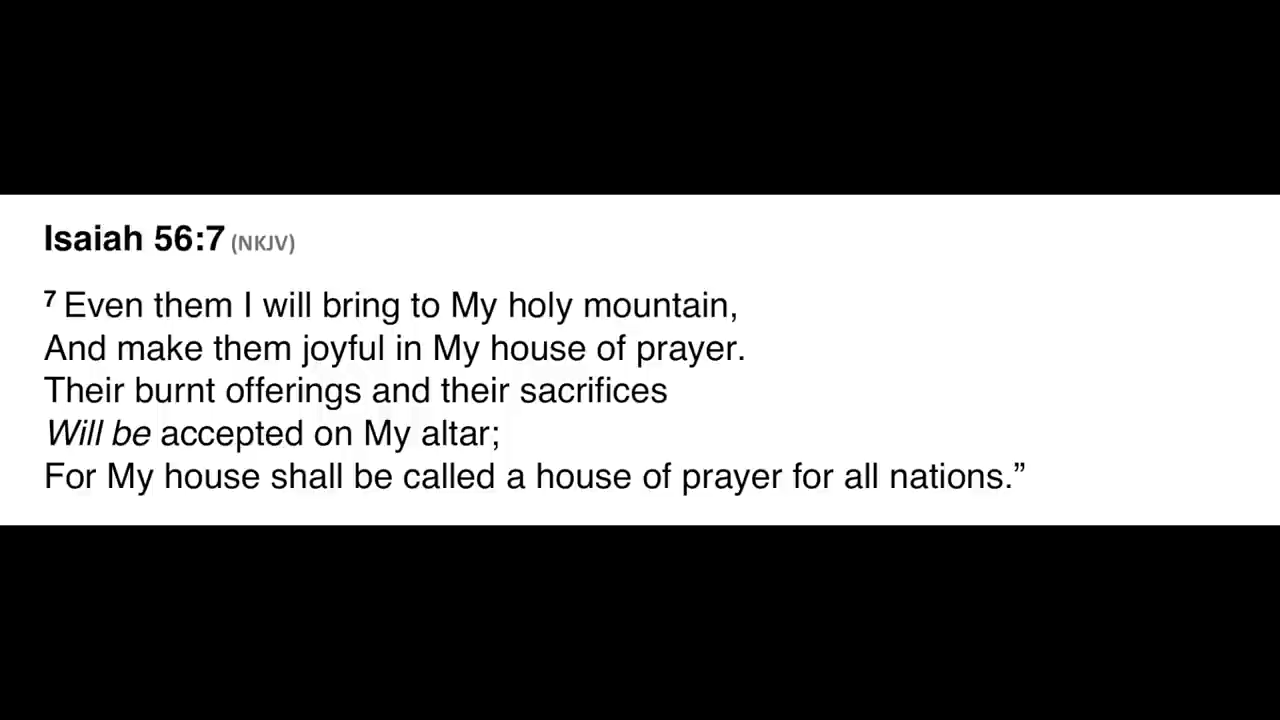 Isaiah 56:7 (NKJV)
7 Even them I will bring to My holy mountain,
And make them joyful in My house of prayer.
Their burnt offerings and their sacrifices
Will be accepted on My altar;
For My house shall be called a house of prayer for all nations.”